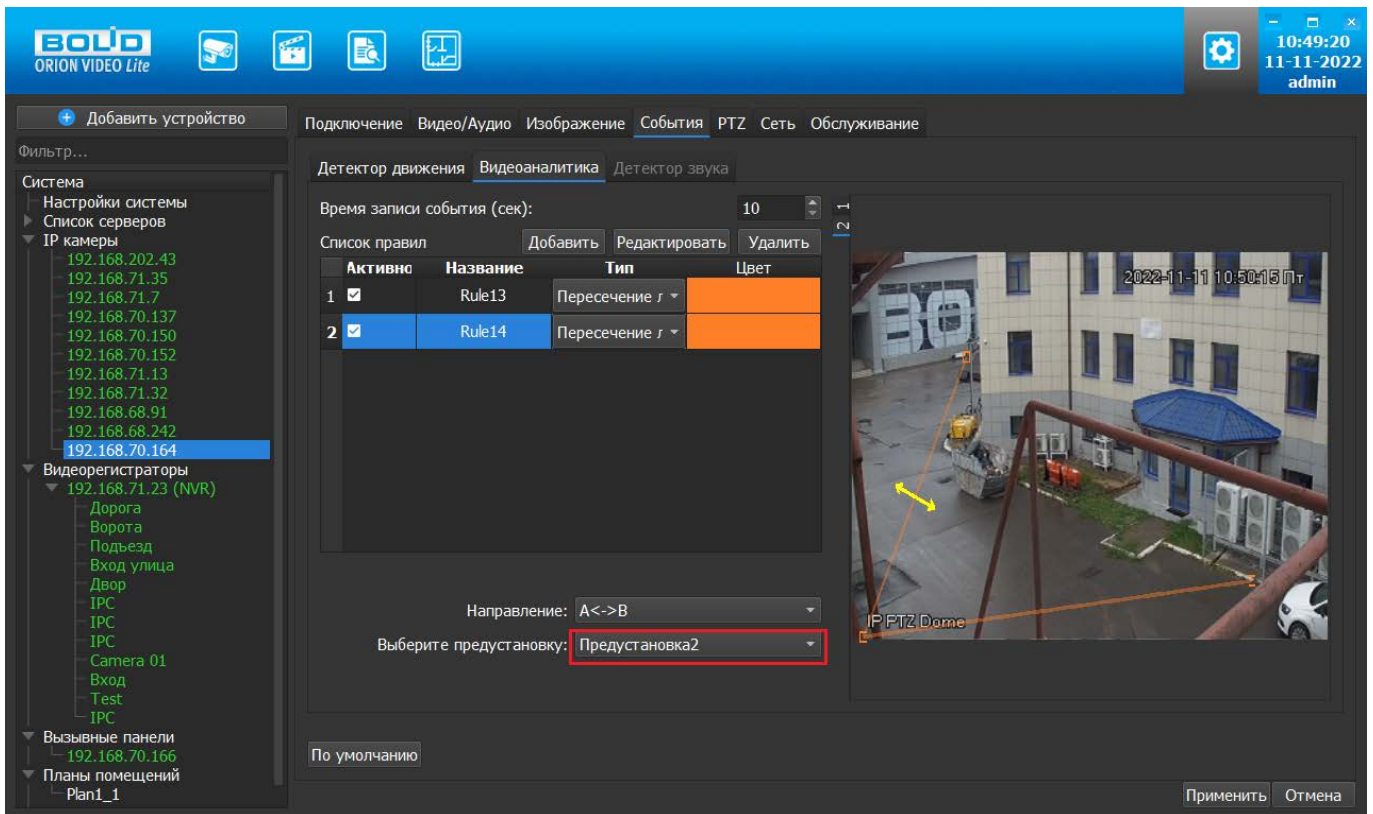 BOLID
ORION VIDEO Lite
10:49:20
11-11-2022
admin
Добавить устройство
Фильтр...
Система
Настройки системы
Список серверов
IP камеры
192.168.202.43
192.168.71.35
192.168.71.7
192.168.70.137
192.168.70.150
192.168.70.152
192.168.71.13
192.168.71.32
192.168.68.91
192.168.68.242
192.168.70.164
Видеорегистраторы
192.168.71.23 (NVR)
Дорога
Ворота
Подъезд
Вход улица
Двор
IPC
IPC
IPC
Camera 01
Вход
Test
IPC
Вызывные панели
192.168.70.166
Планы помещений
Plan1_1
Подключение Видео/Аудио Изображение События PTZ Сеть Обслуживание
Детектор движения Видеоаналитика Детектор звука
Время записи события (сек): 10
Список правил Добавить Редактировать Удалить
Активно Название Тип Цвет
1 Rule13 Пересечение л
2 Rule14 Пересечение л
Направление: A<->B
Выберите предустановку: Предустановка2
1
2
2022-11-11 10:50:15 Пт
IP PTZ Dome
По умолчанию
Применить Отмена